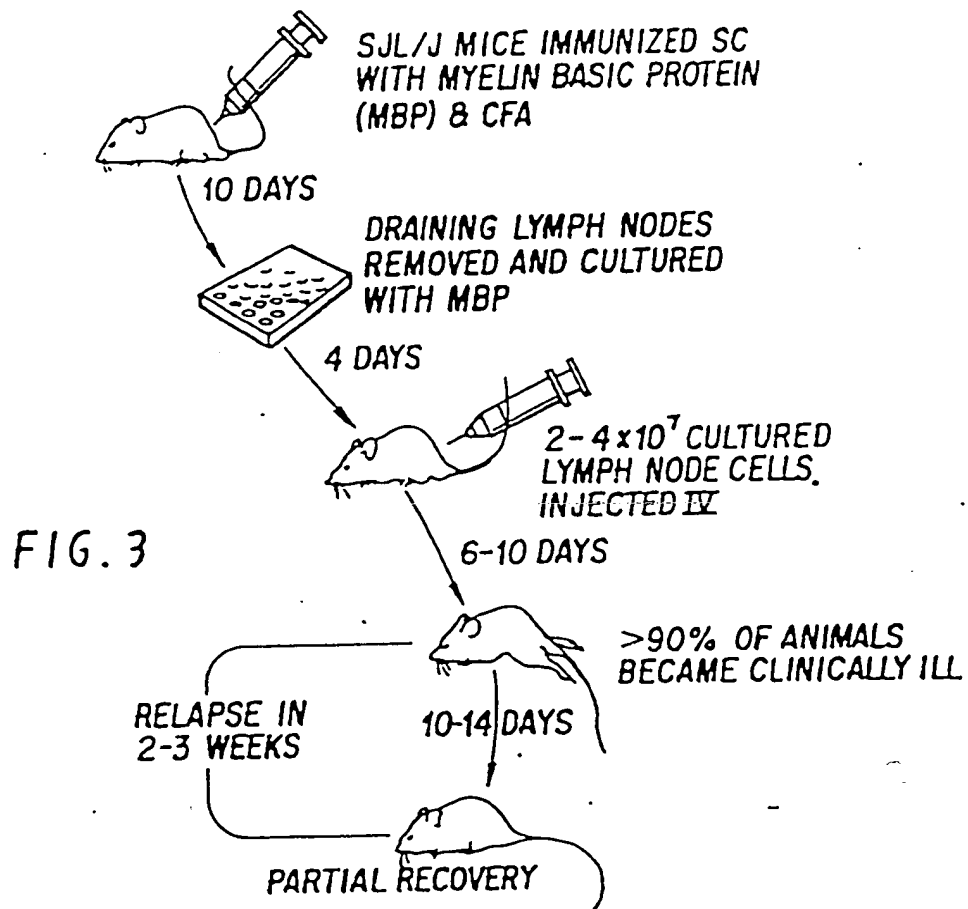 SJL/J MICE IMMUNIZED SC
WITH MYELIN BASIC PROTEIN
(MBP) & CFA
10 DAYS
DRAINING LYMPH NODES
REMOVED AND CULTURED
WITH MBP
4 DAYS
2-4x10⁷ CULTURED
LYMPH NODE CELLS.
INJECTED IV
FIG. 3
6-10 DAYS
>90% OF ANIMALS
BECAME CLINICALLY ILL
RELAPSE IN
2-3 WEEKS
10-14 DAYS
PARTIAL RECOVERY